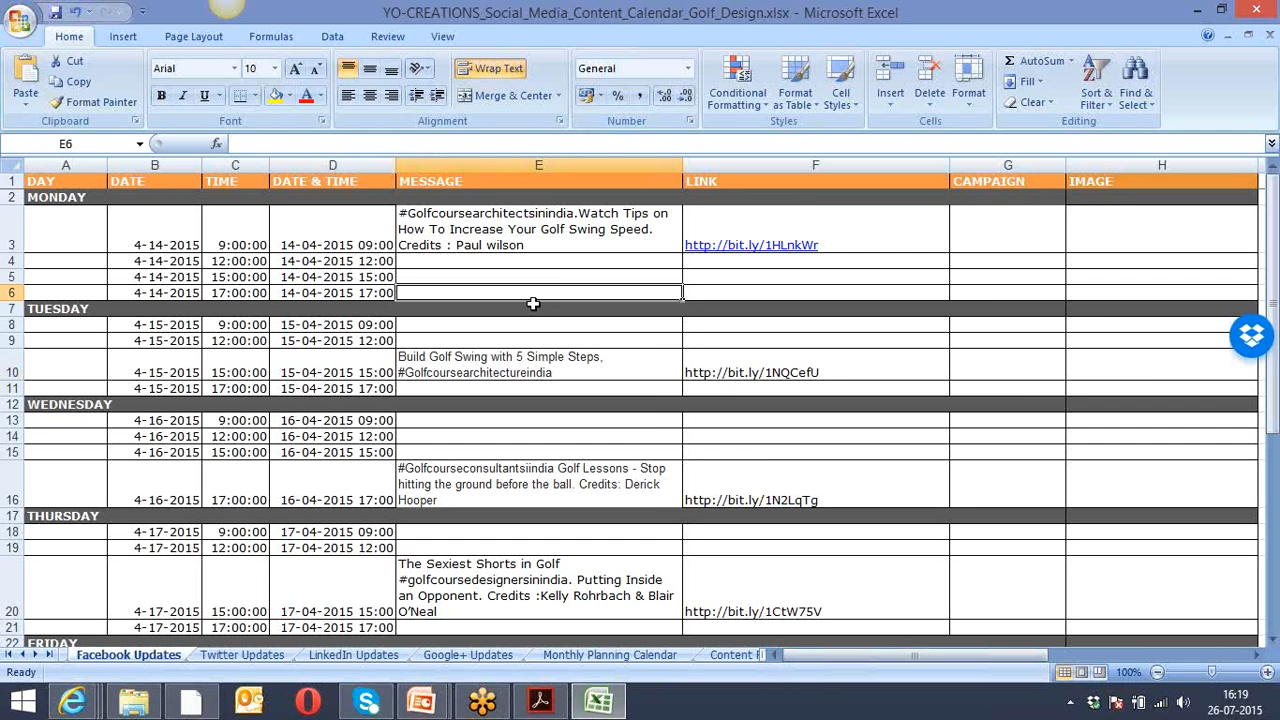 YO-CREATIONS_Social_Media_Content_Calendar_Golf_Design.xlsx - Microsoft Excel
Home Insert Page Layout Formulas Data Review View
Paste Cut Copy Format Painter Clipboard
Arial 10 A A B I U A Font
Wrap Text Merge & Center Alignment
General % , Number
Conditional Formatting Format as Table Cell Styles Styles
Insert Delete Format Cells
Σ AutoSum Fill Clear Sort & Filter Find & Select Editing
E6 fx
A B C D E F G H
1 DAY DATE TIME DATE & TIME MESSAGE LINK CAMPAIGN IMAGE
2 MONDAY
#Golfcoursearchitectsinindia.Watch Tips on
How To Increase Your Golf Swing Speed.
3 4-14-2015 9:00:00 14-04-2015 09:00 Credits : Paul wilson http://bit.ly/1HLnkWr
4 4-14-2015 12:00:00 14-04-2015 12:00
5 4-14-2015 15:00:00 14-04-2015 15:00
6 4-14-2015 17:00:00 14-04-2015 17:00
7 TUESDAY
8 4-15-2015 9:00:00 15-04-2015 09:00
9 4-15-2015 12:00:00 15-04-2015 12:00
Build Golf Swing with 5 Simple Steps,
10 4-15-2015 15:00:00 15-04-2015 15:00 #Golfcoursearchitectureindia http://bit.ly/1NQCefU
11 4-15-2015 17:00:00 15-04-2015 17:00
12 WEDNESDAY
13 4-16-2015 9:00:00 16-04-2015 09:00
14 4-16-2015 12:00:00 16-04-2015 12:00
15 4-16-2015 15:00:00 16-04-2015 15:00
#Golfcourseconsultantsiindia Golf Lessons - Stop
hitting the ground before the ball. Credits: Derick
16 4-16-2015 17:00:00 16-04-2015 17:00 Hooper http://bit.ly/1N2LqTg
17 THURSDAY
18 4-17-2015 9:00:00 17-04-2015 09:00
19 4-17-2015 12:00:00 17-04-2015 12:00
The Sexiest Shorts in Golf
#golfcoursedesignersinindia. Putting Inside
an Opponent. Credits :Kelly Rohrbach & Blair
20 4-17-2015 15:00:00 17-04-2015 15:00 O'Neal http://bit.ly/1CtW75V
21 4-17-2015 17:00:00 17-04-2015 17:00
22 FRIDAY
Facebook Updates Twitter Updates LinkedIn Updates Google+ Updates Monthly Planning Calendar Content
Ready 100%
16:19
26-07-2015